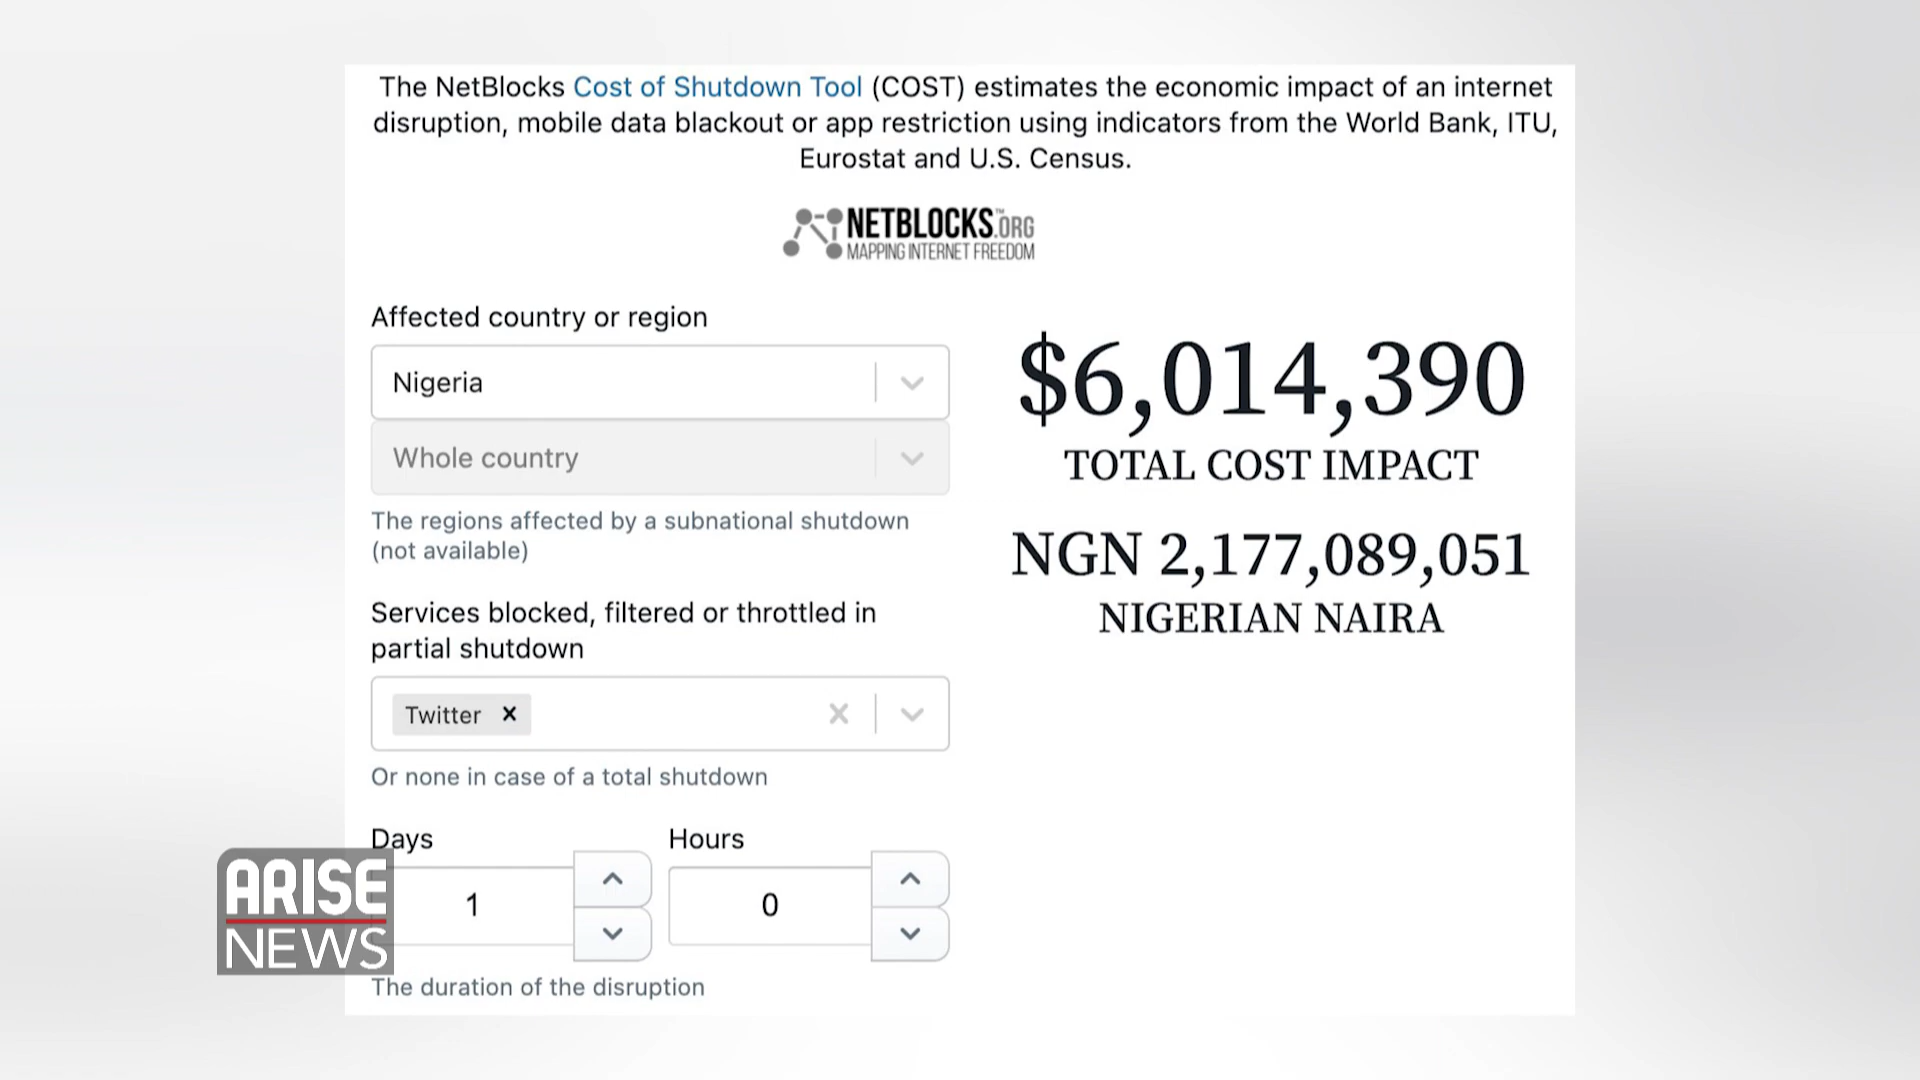 The NetBlocks Cost of Shutdown Tool (COST) estimates the economic impact of an internet
disruption, mobile data blackout or app restriction using indicators from the World Bank, ITU,
Eurostat and U.S. Census.
NETBLOCKS.ORG™
MAPPING INTERNET FREEDOM
Affected country or region
Nigeria
Whole country
The regions affected by a subnational shutdown
(not available)
Services blocked, filtered or throttled in
partial shutdown
Twitter ×
Or none in case of a total shutdown
Days
Hours
1
0
The duration of the disruption
$6,014,390
TOTAL COST IMPACT
NGN 2,177,089,051
NIGERIAN NAIRA
ARISE
NEWS